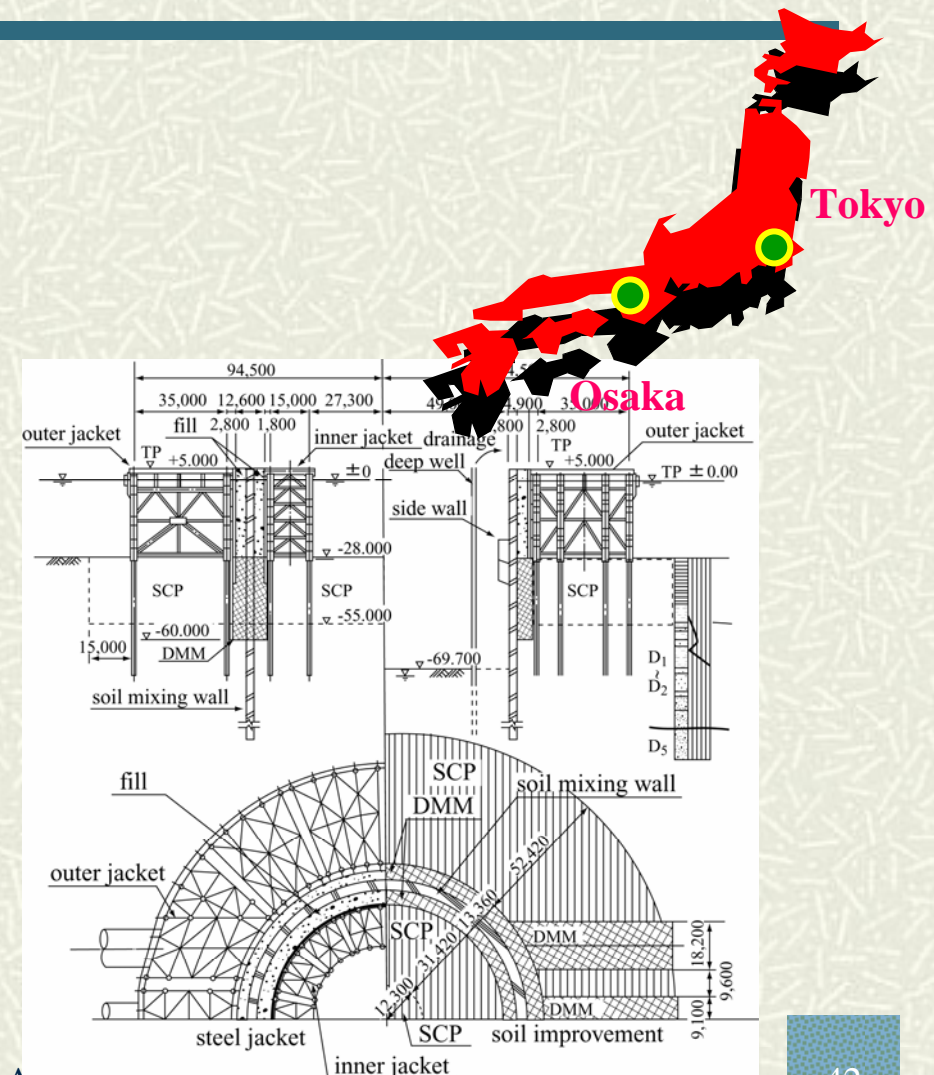 Tokyo
Osaka
94,500
35,000 12,600 15,000 27,300
2,800 1,800
35,000
2,800
outer jacket
fill
inner jacket
drainage
outer jacket
TP
+5.000
±0
deep well
TP
+5.000
TP ±0.00
side wall
-28.000
SCP
SCP
SCP
-55.000
-60.000
15,000
DMM
-69.700
D1
~
D2
soil mixing wall
D5
fill
SCP
soil mixing wall
DMM
outer jacket
52,420
13,360
SCP
31,420
DMM
18,200
12,300
9,600
DMM
9,100
steel jacket
SCP
soil improvement
inner jacket